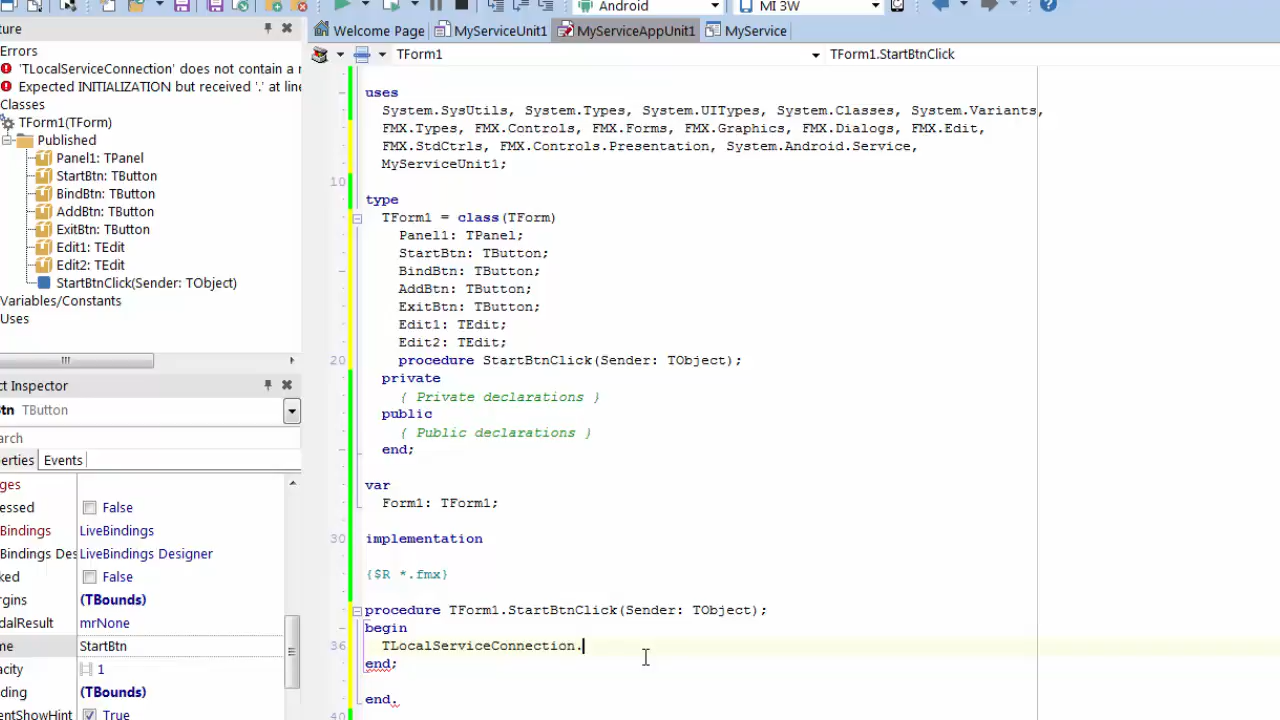 Android
MI 3W
ture
Welcome Page
MyServiceUnit1
MyServiceAppUnit1
MyService
TForm1
TForm1.StartBtnClick
Errors
'TLocalServiceConnection' does not contain a
Expected INITIALIZATION but received '.' at line
Classes
TForm1(TForm)
Published
Panel1: TPanel
StartBtn: TButton
BindBtn: TButton
AddBtn: TButton
ExitBtn: TButton
Edit1: TEdit
Edit2: TEdit
StartBtnClick(Sender: TObject)
Variables/Constants
Uses
ct Inspector
tn TButton
arch
perties Events
ges
essed False
Bindings LiveBindings
Bindings Des LiveBindings Designer
ked False
rgins (TBounds)
dalResult mrNone
me StartBtn
acity 1
ding (TBounds)
entShowHint True
uses
System.SysUtils, System.Types, System.UITypes, System.Classes, System.Variants,
FMX.Types, FMX.Controls, FMX.Forms, FMX.Graphics, FMX.Dialogs, FMX.Edit,
FMX.StdCtrls, FMX.Controls.Presentation, System.Android.Service,
MyServiceUnit1;
10
type
TForm1 = class(TForm)
Panel1: TPanel;
StartBtn: TButton;
BindBtn: TButton;
AddBtn: TButton;
ExitBtn: TButton;
Edit1: TEdit;
Edit2: TEdit;
20 procedure StartBtnClick(Sender: TObject);
private
{ Private declarations }
public
{ Public declarations }
end;
var
Form1: TForm1;
30 implementation
{$R *.fmx}
procedure TForm1.StartBtnClick(Sender: TObject);
begin
36 TLocalServiceConnection.
end;
end.
40